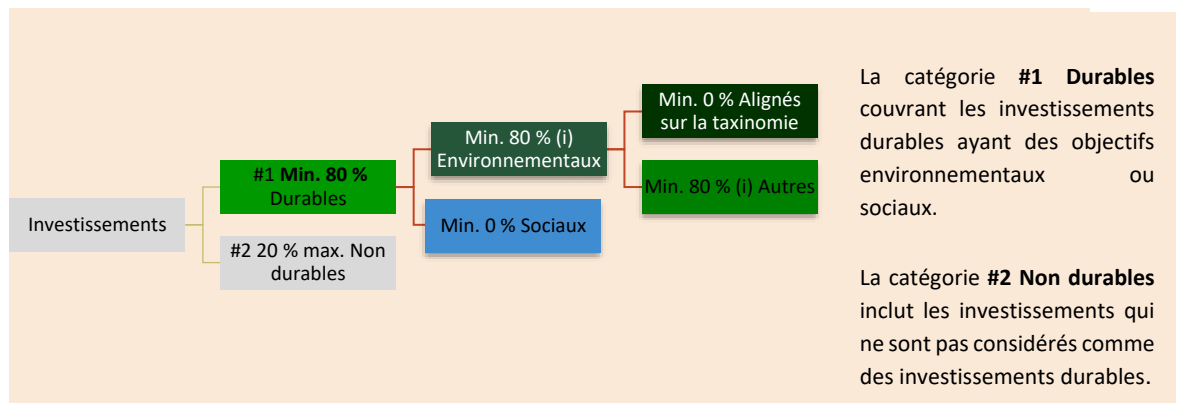 Investissements
#1 Min. 80 %
Durables
#2 20 % max. Non
durables
Min. 80 % (i)
Environnementaux
Min. 0 % Sociaux
Min. 0 % Alignés
sur la taxinomie
Min. 80 % (i) Autres
La catégorie #1 Durables
couvrant les investissements
durables ayant des objectifs
environnementaux ou
sociaux.
La catégorie #2 Non durables
inclut les investissements qui
ne sont pas considérés comme
des investissements durables.